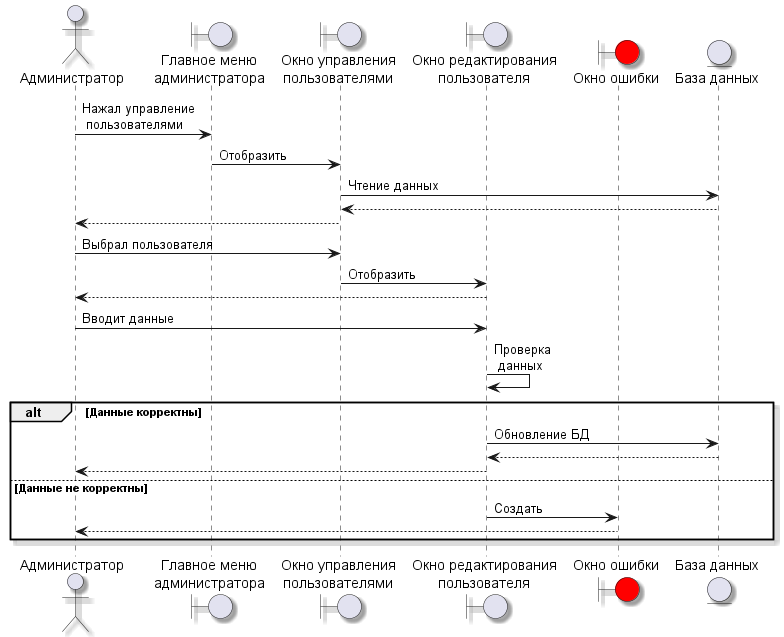 Администратор
Главное меню
администратора
Окно управления
пользователями
Окно редактирования
пользователя
Окно ошибки
База данных
Нажал управление
пользователями
Отобразить
Чтение данных
Выбрал пользователя
Отобразить
Вводит данные
Проверка
данных
alt
[Данные корректны]
Обновление БД
[Данные не корректны]
Создать
Администратор
Главное меню
администратора
Окно управления
пользователями
Окно редактирования
пользователя
Окно ошибки
База данных